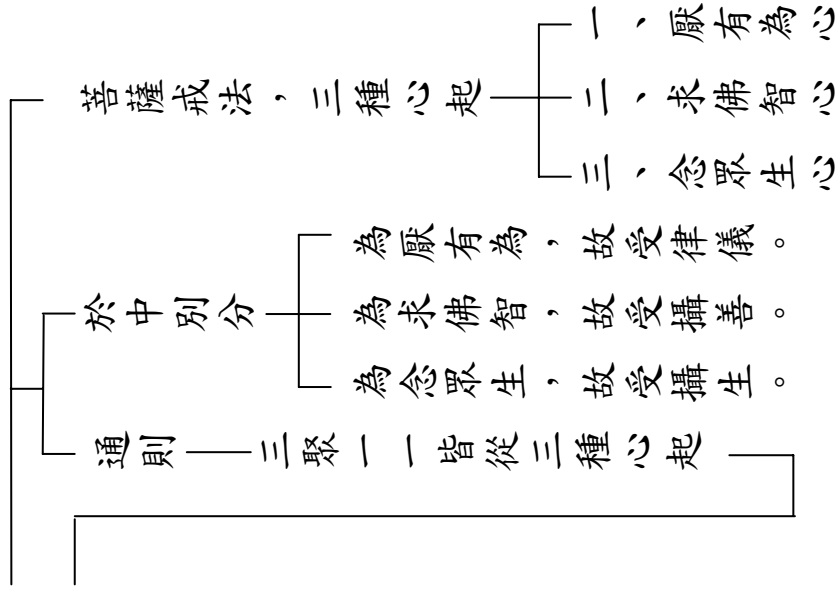 菩薩戒法，三種心起
一、厭有為心
二、求佛智心
三、念眾生心
於中別分
為厭有為，故受律儀。
為求佛智，故受攝善。
為念眾生，故受攝生。
通則
三聚一一皆從三種心起